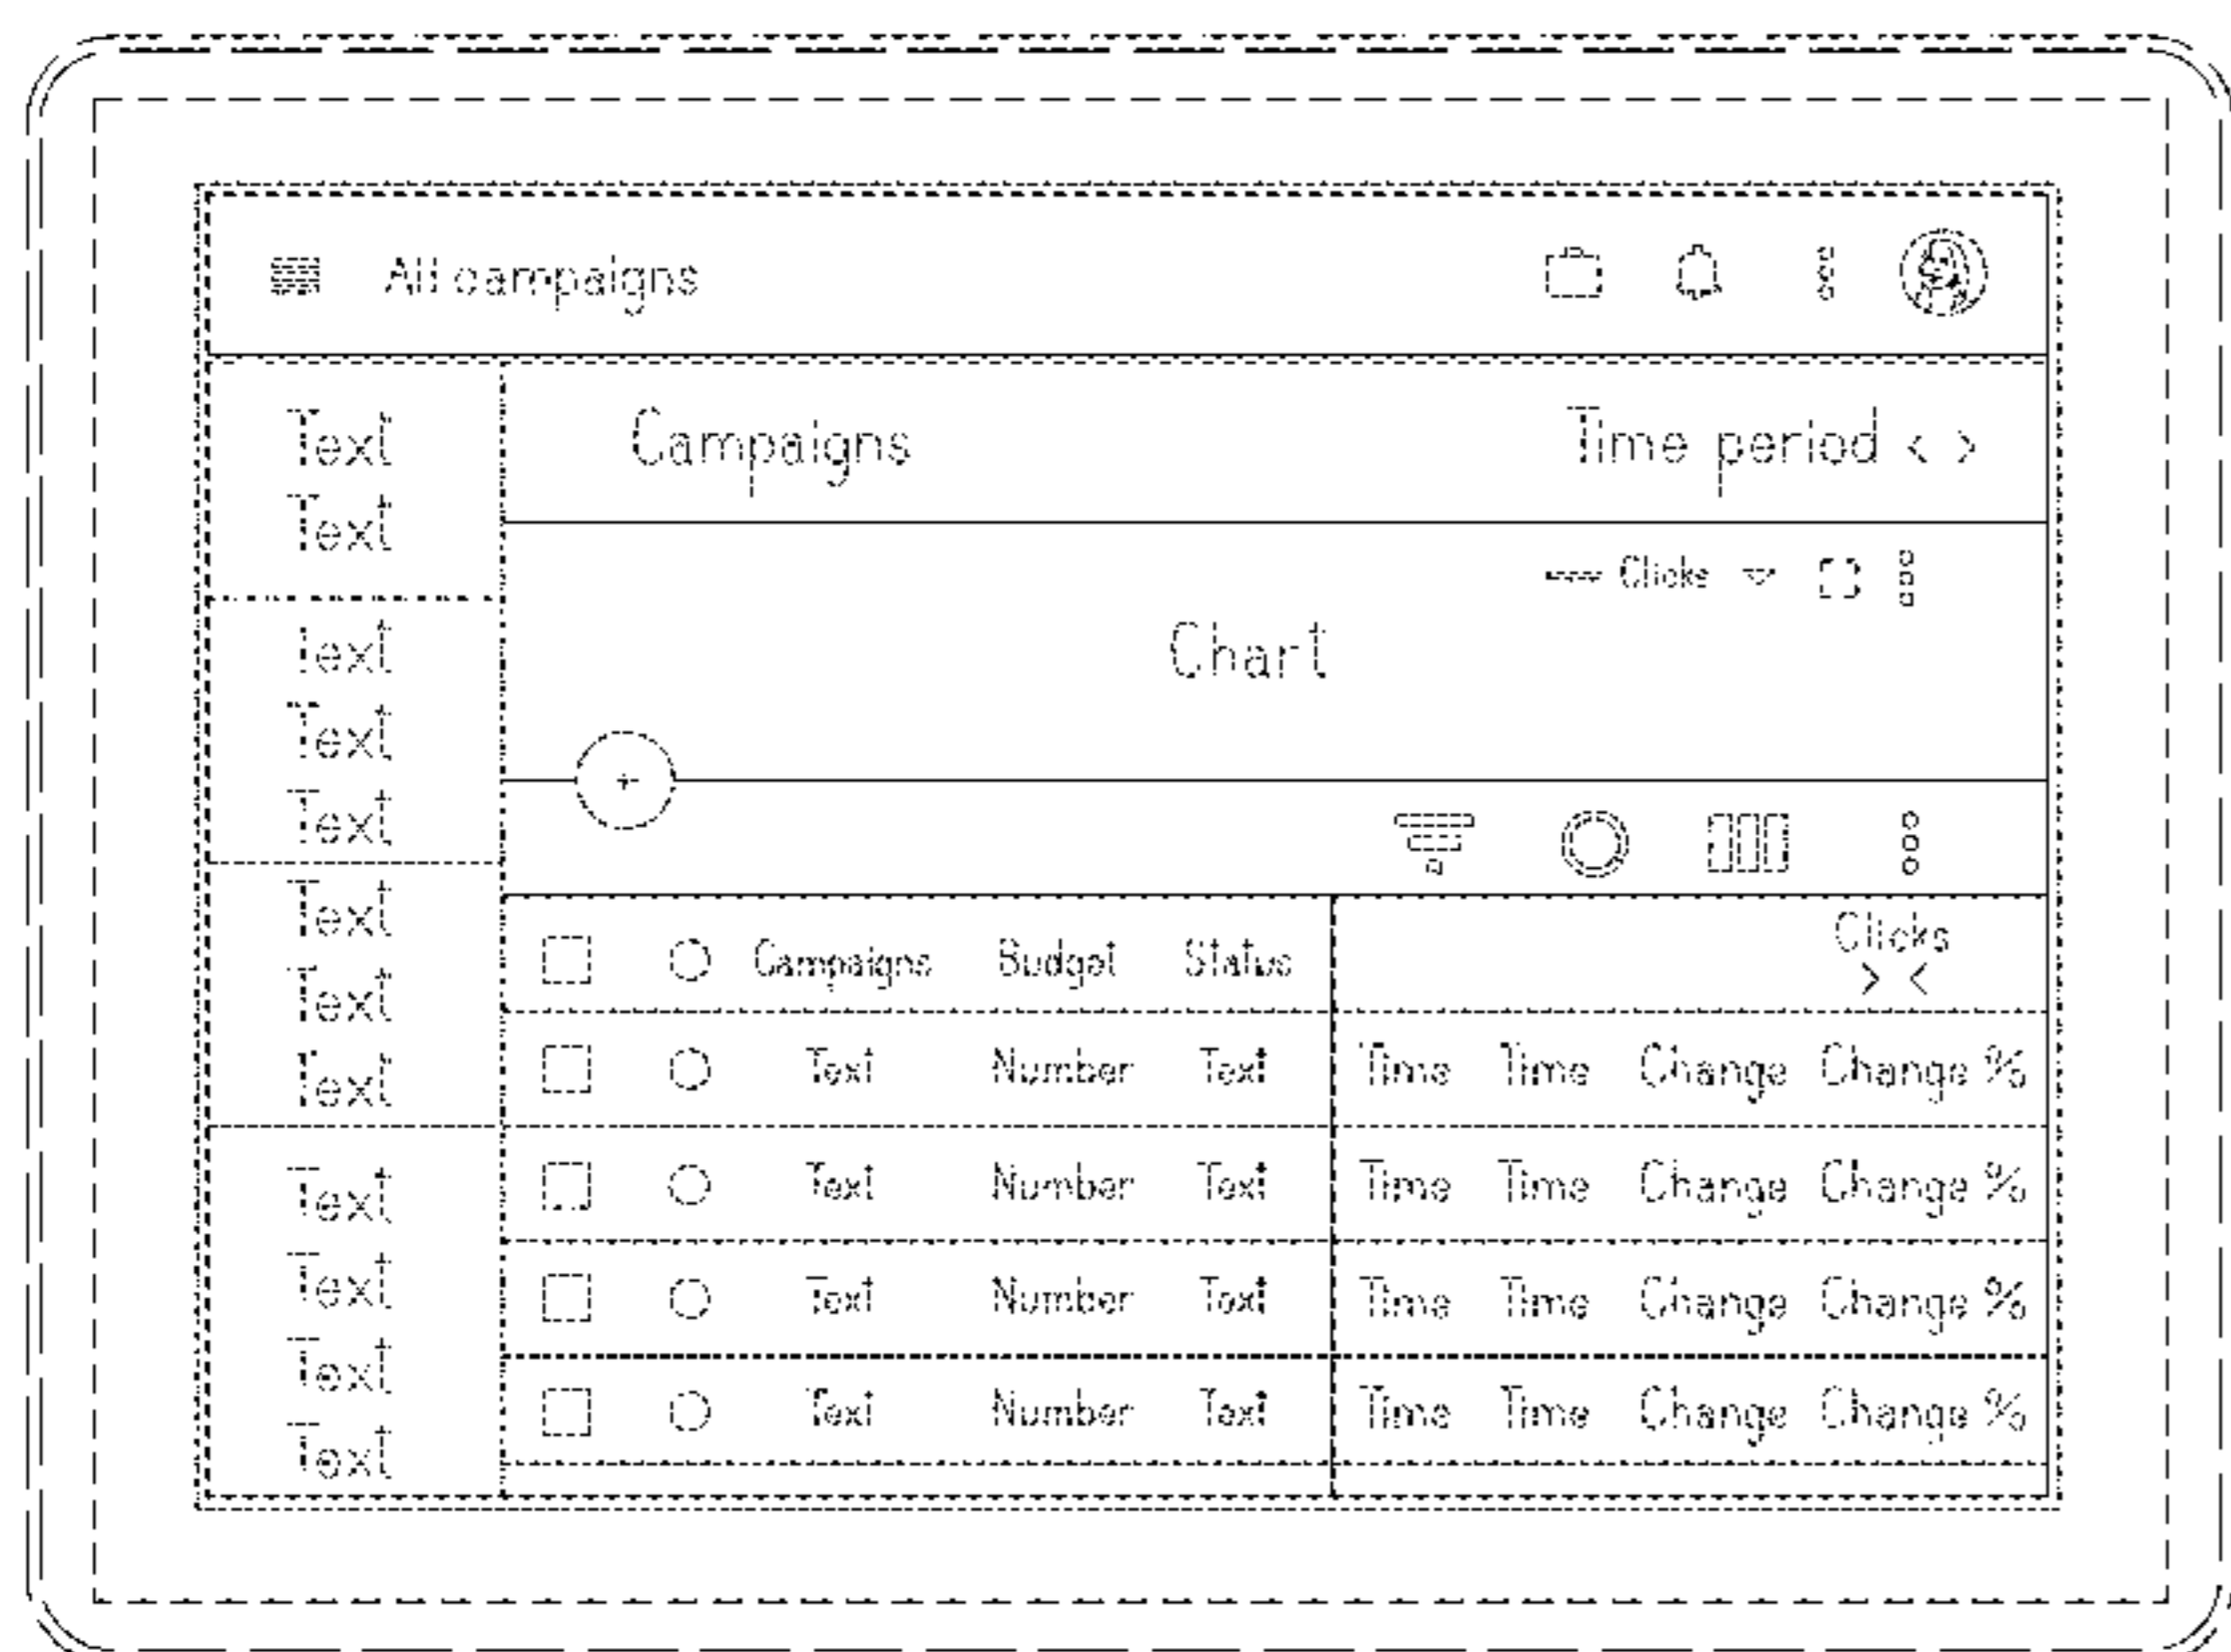 All campaigns
Text
Text
Text
Text
Text
Text
Text
Text
Text
Text
Text
Text
Campaigns Time period < >
Clicks
Chart
+
Campaigns Budget Status Clicks
> <
Text Number Text Time Time Change Change %
Text Number Text Time Time Change Change %
Text Number Text Time Time Change Change %
Text Number Text Time Time Change Change %